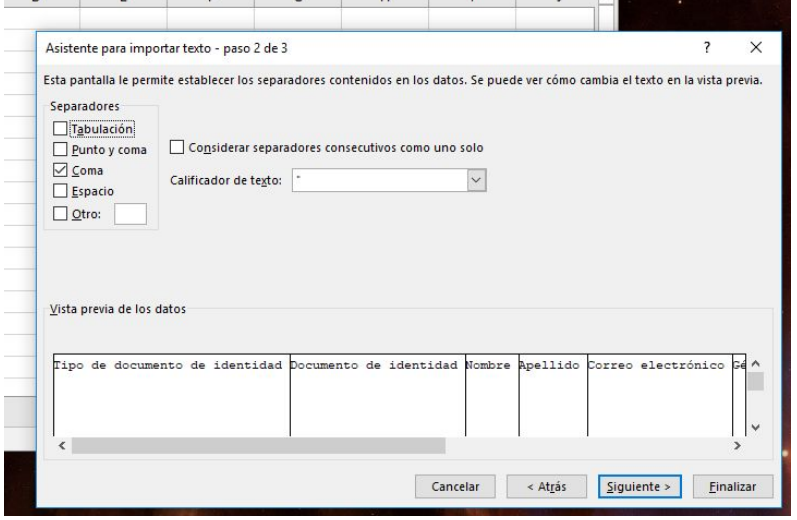 Asistente para importar texto - paso 2 de 3
Esta pantalla le permite establecer los separadores contenidos en los datos. Se puede ver cómo cambia el texto en la vista previa.
Separadores
Tabulación
Punto y coma
Considerar separadores consecutivos como uno solo
Coma
Calificador de texto: "
Espacio
Otro:
Vista previa de los datos
Tipo de documento de identidad Documento de identidad Nombre Apellido Correo electrónico Gé
Cancelar < Atrás Siguiente > Finalizar